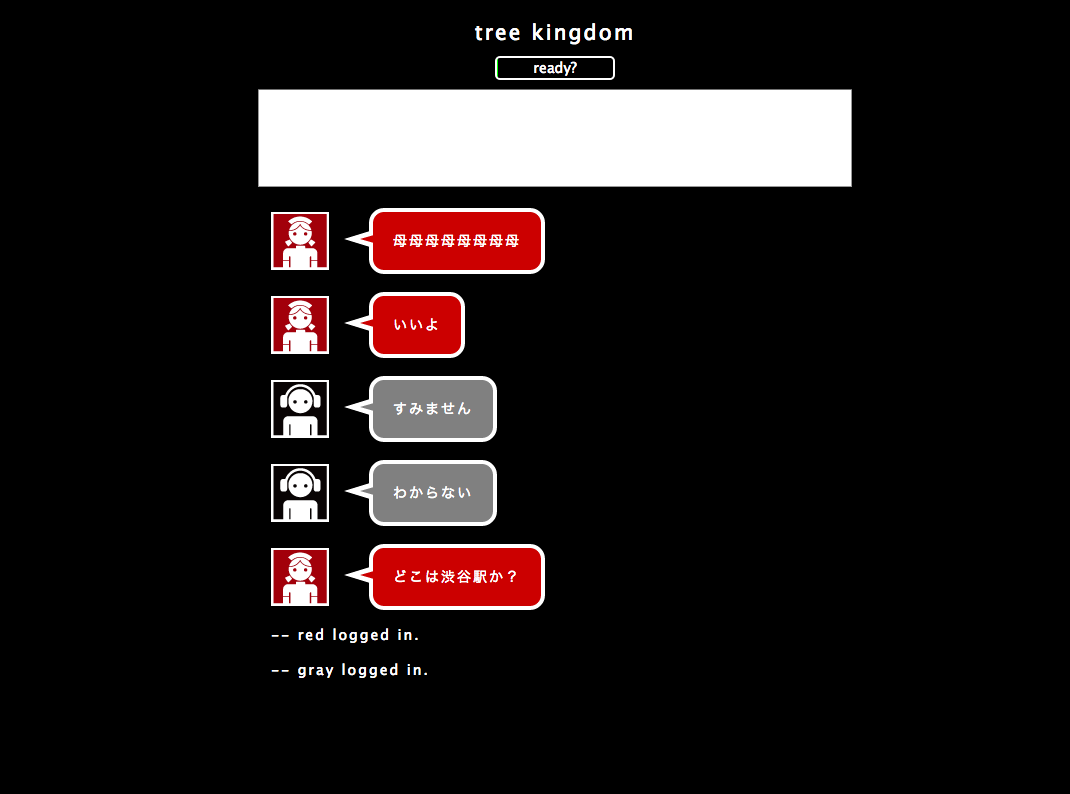 tree kingdom
ready?
母母母母母母母母
いいよ
すみません
わからない
どこは渋谷駅か？
-- red logged in.
-- gray logged in.